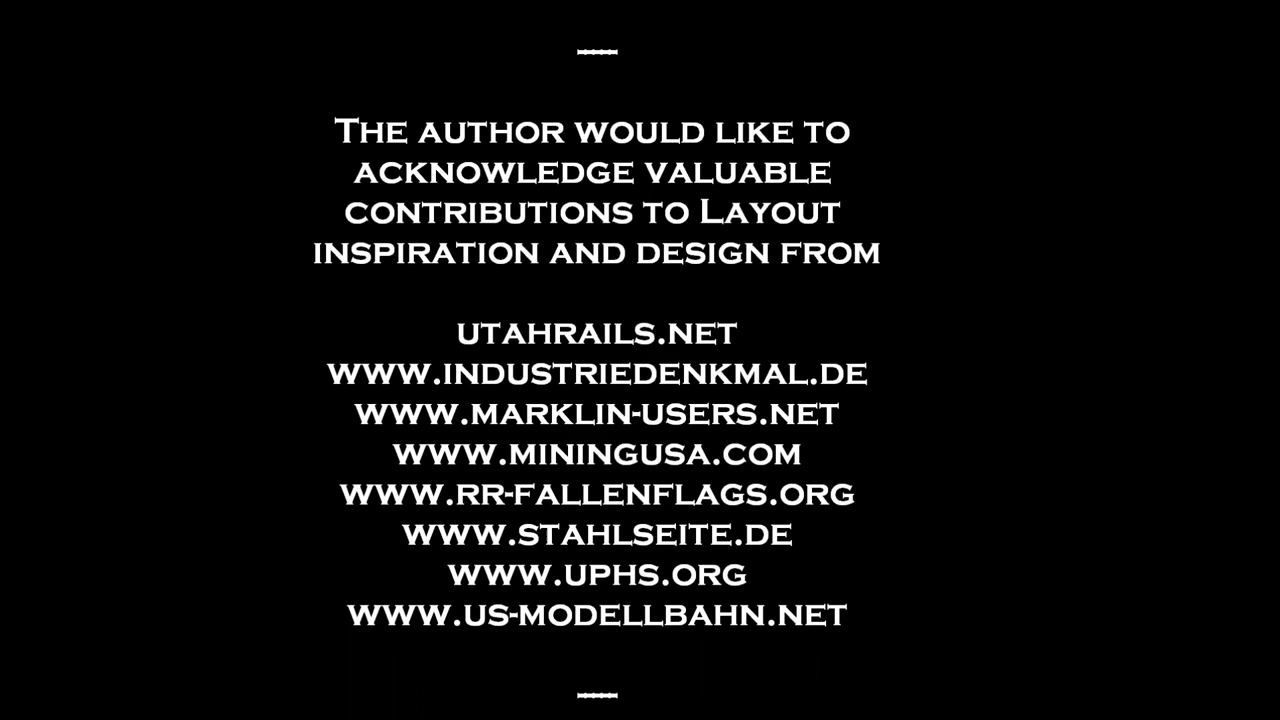 -----
The author would like to
acknowledge valuable
contributions to Layout
inspiration and design from
utahrails.net
www.industriedenkmal.de
www.marklin-users.net
www.miningusa.com
www.rr-fallenflags.org
www.stahlseite.de
www.uphs.org
www.us-modellbahn.net
-----